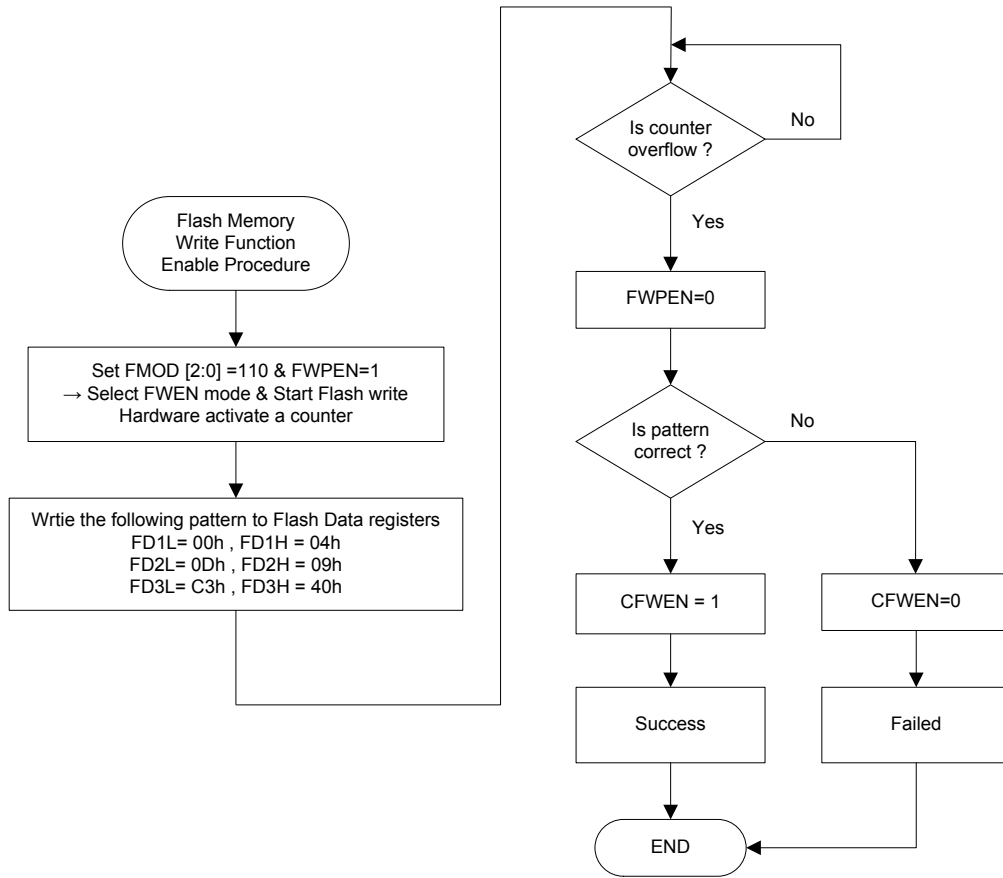 Flash Memory
Write Function
Enable Procedure
Set FMOD [2:0] =110 & FWPEN=1
→ Select FWEN mode & Start Flash write
Hardware activate a counter
Wrtie the following pattern to Flash Data registers
FD1L= 00h , FD1H = 04h
FD2L= 0Dh , FD2H = 09h
FD3L= C3h , FD3H = 40h
Is counter
overflow ?
No
Yes
FWPEN=0
Is pattern
correct ?
No
Yes
CFWEN = 1
CFWEN=0
Success
Failed
END